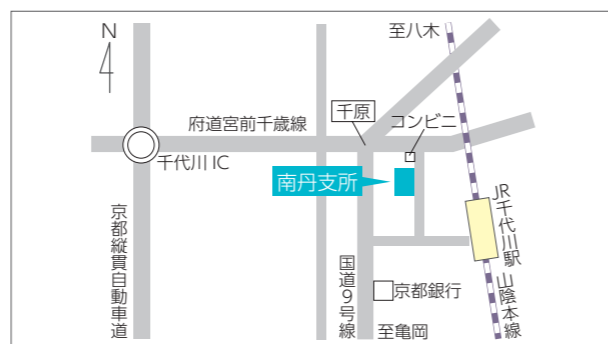 N
至八木
千原
コンビニ
府道宮前千歳線
千代川IC
南丹支所
JR千代川駅
山陰本線
京都縦貫自動車道
国道9号線
京都銀行
至亀岡